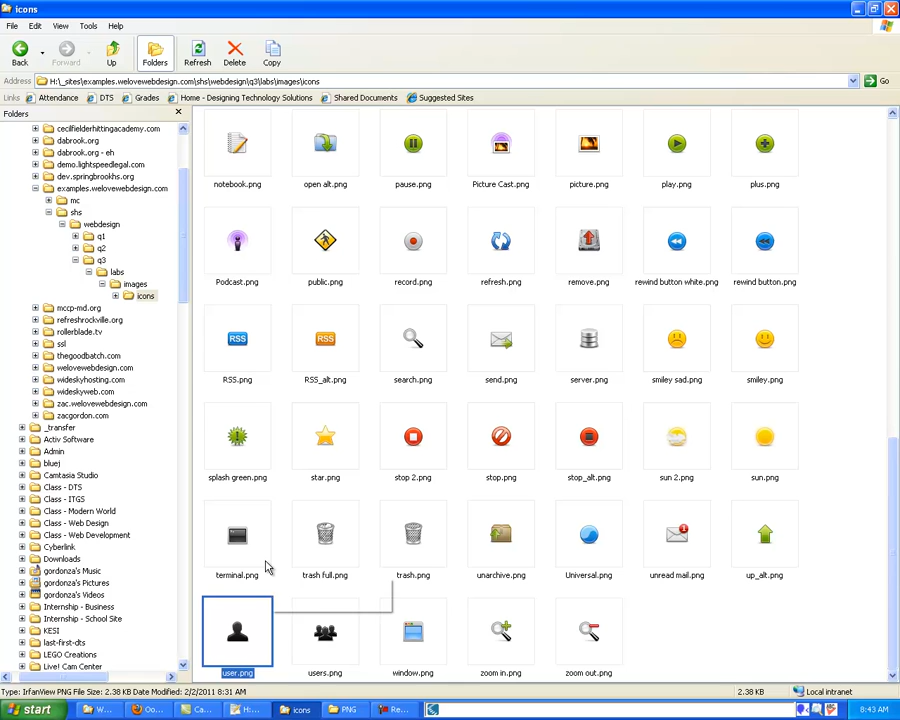 icons
File Edit View Tools Help
Back Forward Up Folders Refresh Delete Copy
Address H:\_sites\examples.welovewebdesign.com\shs\webdesign\q3\labs\images\icons Go
Links Attendance DTS Grades Home - Designing Technology Solutions Shared Documents Suggested Sites
Folders
cecilfielderhittingacademy.com
dabrook.org
dabrook.org - eh
demo.lightspeedlegal.com
dev.springbrookhs.org
examples.welovewebdesign.com
mc
shs
webdesign
q1
q2
q3
labs
images
icons
mccp-md.org
refreshrockville.org
rollerblade.tv
ssl
thegoodbatch.com
welovewebdesign.com
wideskyhosting.com
wideskyweb.com
zac.welovewebdesign.com
zacgordon.com
_transfer
Activ Software
Admin
bluej
Camtasia Studio
Class - DTS
Class - ITGS
Class - Modern World
Class - Web Design
Class - Web Development
Cyberlink
Downloads
gordonza's Music
gordonza's Pictures
gordonza's Videos
Internship - Business
Internship - School Site
KESI
last-first-dts
LEGO Creations
Live! Cam Center
notebook.png open alt.png pause.png Picture Cast.png picture.png play.png plus.png
Podcast.png public.png record.png refresh.png remove.png rewind button white.png rewind button.png
RSS RSS
RSS.png RSS_alt.png search.png send.png server.png smiley sad.png smiley.png
splash green.png star.png stop 2.png stop.png stop_alt.png sun 2.png sun.png
1
terminal.png trash full.png trash.png unarchive.png Universal.png unread mail.png up_alt.png
user.png users.png window.png zoom in.png zoom out.png
Type: IrfanView PNG File Size: 2.38 KB Date Modified: 2/2/2011 8:31 AM 2.38 KB Local intranet
start W... Oo... Ca... H:... icons PNG Re... 8:43 AM